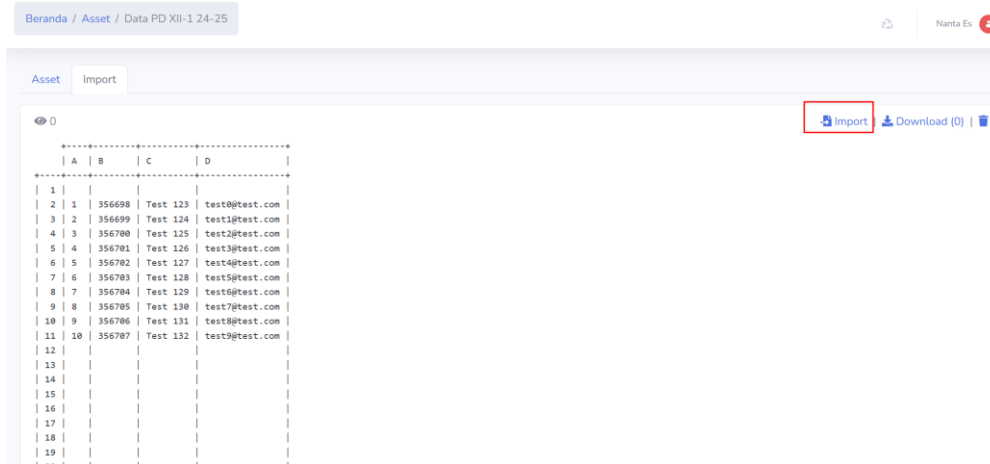 Beranda / Asset / Data PD XII-1 24-25
Nanta Es
Asset Import
0 Import | Download (0) |
+----+--------+----------+---------------+
| A | B | C | D |
+----+----+--------+----------+---------------+
| 1 | | | | |
| 2 | 1 | 356698 | Test 123 | test0@test.com |
| 3 | 2 | 356699 | Test 124 | test1@test.com |
| 4 | 3 | 356700 | Test 125 | test2@test.com |
| 5 | 4 | 356701 | Test 126 | test3@test.com |
| 6 | 5 | 356702 | Test 127 | test4@test.com |
| 7 | 6 | 356703 | Test 128 | test5@test.com |
| 8 | 7 | 356704 | Test 129 | test6@test.com |
| 9 | 8 | 356705 | Test 130 | test7@test.com |
| 10 | 9 | 356706 | Test 131 | test8@test.com |
| 11 | 10 | 356707 | Test 132 | test9@test.com |
| 12 | | | | |
| 13 | | | | |
| 14 | | | | |
| 15 | | | | |
| 16 | | | | |
| 17 | | | | |
| 18 | | | | |
| 19 | | | | |